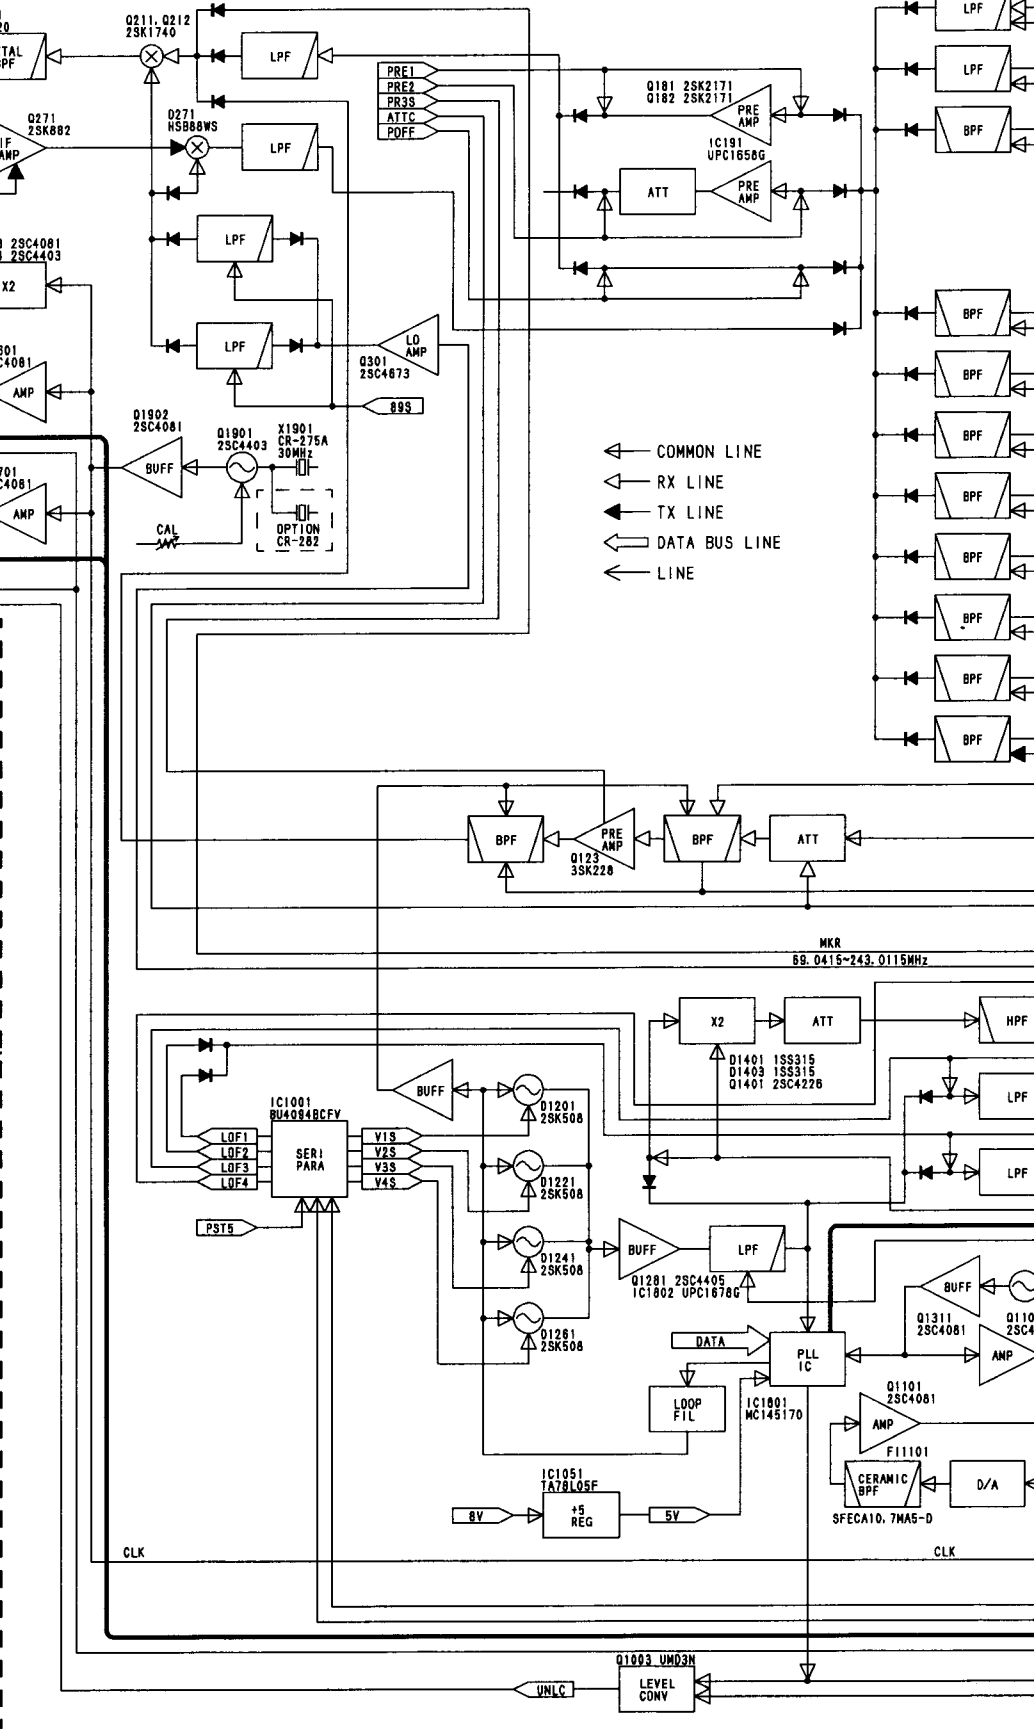 20
TAL
PF
Q211, Q212
2SK1740
LPF
LPF
LPF
BPF
PRE1
PRE2
PR3S
ATTC
POFF
Q181 2SK2171
Q182 2SK2171
PRE
AMP
IC191
UPC1658G
ATT
PRE
AMP
Q271
2SK882
IF
AMP
D271
HSB88WS
LPF
LPF
LPF
2SC4081
2SC4403
X2
LO
AMP
Q301
2SC4673
89S
301
C4081
AMP
701
C4081
AMP
Q1902
2SC4081
BUFF
Q1901
2SC4403
X1901
CR-275A
30MHz
OPTION
CR-282
CAL
COMMON LINE
RX LINE
TX LINE
DATA BUS LINE
LINE
BPF
BPF
BPF
BPF
BPF
BPF
BPF
BPF
BPF
PRE
AMP
Q123
3SK228
BPF
ATT
MKR
69.0415~243.0115MHz
X2
ATT
HPF
D1401 1SS315
D1403 1SS315
Q1401 2SC4226
LPF
LPF
BUFF
IC1001
BU4094BCFV
SERI
PARA
LOF1
LOF2
LOF3
LOF4
V1S
V2S
V3S
V4S
PST5
D1201
2SK508
D1221
2SK508
D1241
2SK508
D1261
2SK508
BUFF
Q1281 2SC4405
IC1802 UPC1678G
LPF
BUFF
Q1311
2SC4081
Q110
2SC4
AMP
DATA
PLL
IC
IC1801
MC145170
LOOP
FIL
Q1101
2SC4081
AMP
FI1101
CERAMIC
BPF
SFECA10.7MA5-D
D/A
IC1051
TA78L05F
8V
+5
REG
5V
CLK
CLK
Q1003 UMD3N
LEVEL
CONV
UNLC